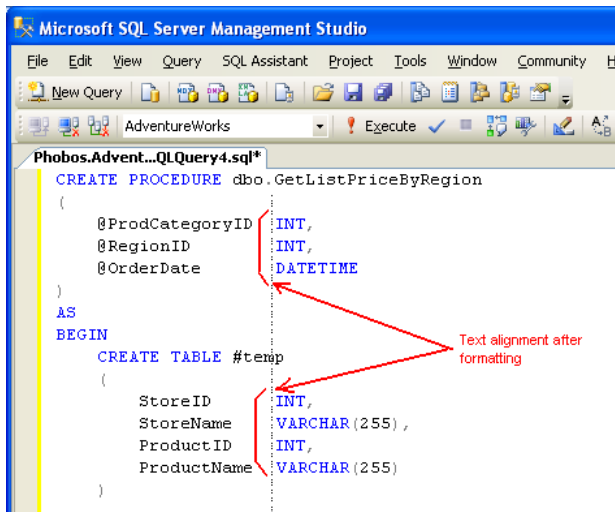 Microsoft SQL Server Management Studio
File Edit View Query SQL Assistant Project Tools Window Community H
New Query
AdventureWorks Execute
Phobos.Advent...QLQuery4.sql*
CREATE PROCEDURE dbo.GetListPriceByRegion
(
@ProdCategoryID INT,
@RegionID INT,
@OrderDate DATETIME
)
AS
BEGIN
Text alignment after
formatting
CREATE TABLE #temp
(
StoreID INT,
StoreName VARCHAR(255),
ProductID INT,
ProductName VARCHAR(255)
)